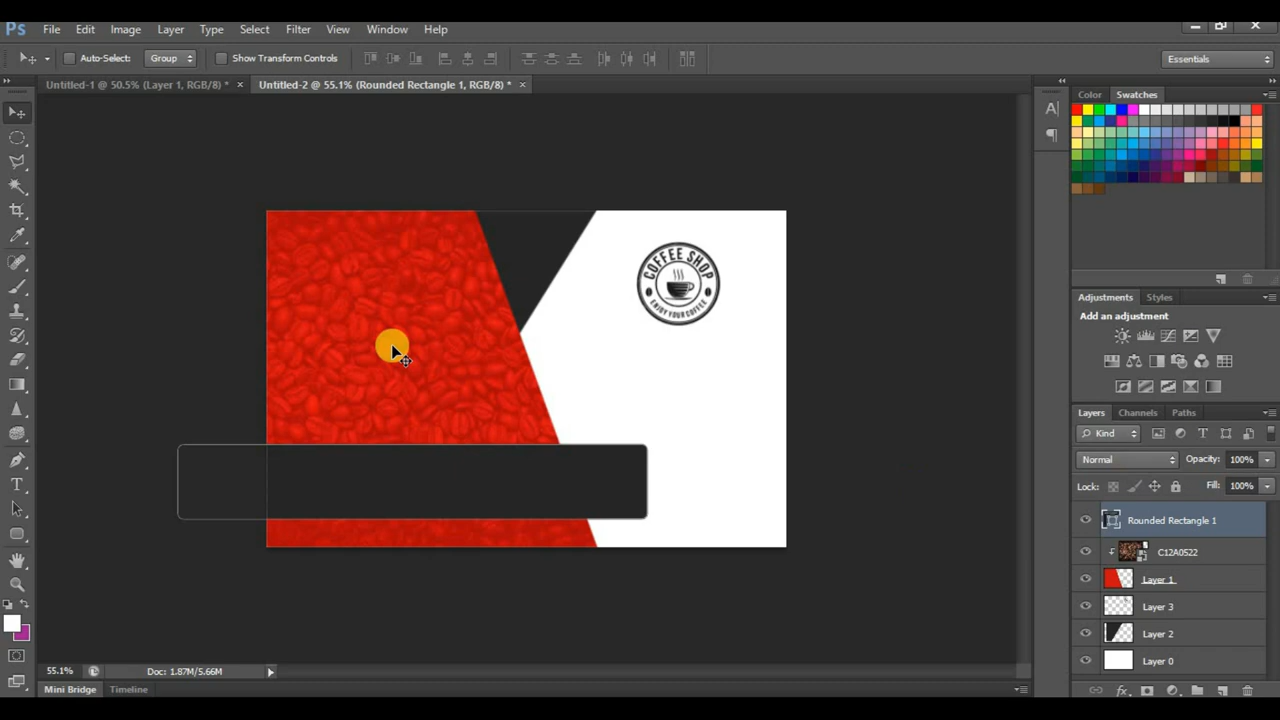 Ps File Edit Image Layer Type Select Filter View Window Help
Auto-Select: Group Show Transform Controls Essentials
Untitled-1 @ 50.5% (Layer 1, RGB/8) * × Untitled-2 @ 55.1% (Rounded Rectangle 1, RGB/8) * ×
Color Swatches
COFFEE SHOP
ENJOY YOUR COFFEE
Adjustments Styles
Add an adjustment
Layers Channels Paths
Kind
Normal Opacity: 100%
Lock: Fill: 100%
Rounded Rectangle 1
C12A0522
Layer 1
Layer 3
Layer 2
Layer 0
55.1% Doc: 1.87M/5.66M
Mini Bridge Timeline